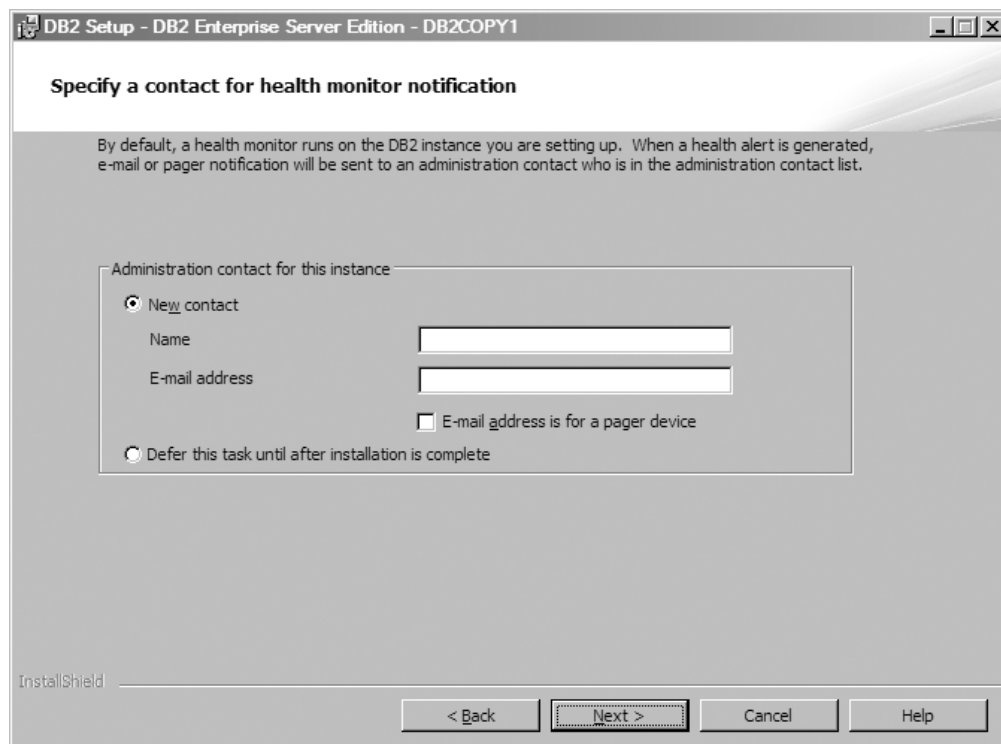 DB2 Setup - DB2 Enterprise Server Edition - DB2COPY1
Specify a contact for health monitor notification
By default, a health monitor runs on the DB2 instance you are setting up. When a health alert is generated,
e-mail or pager notification will be sent to an administration contact who is in the administration contact list.
Administration contact for this instance
New contact
Name
E-mail address
E-mail address is for a pager device
Defer this task until after installation is complete
InstallShield
< Back
Next >
Cancel
Help